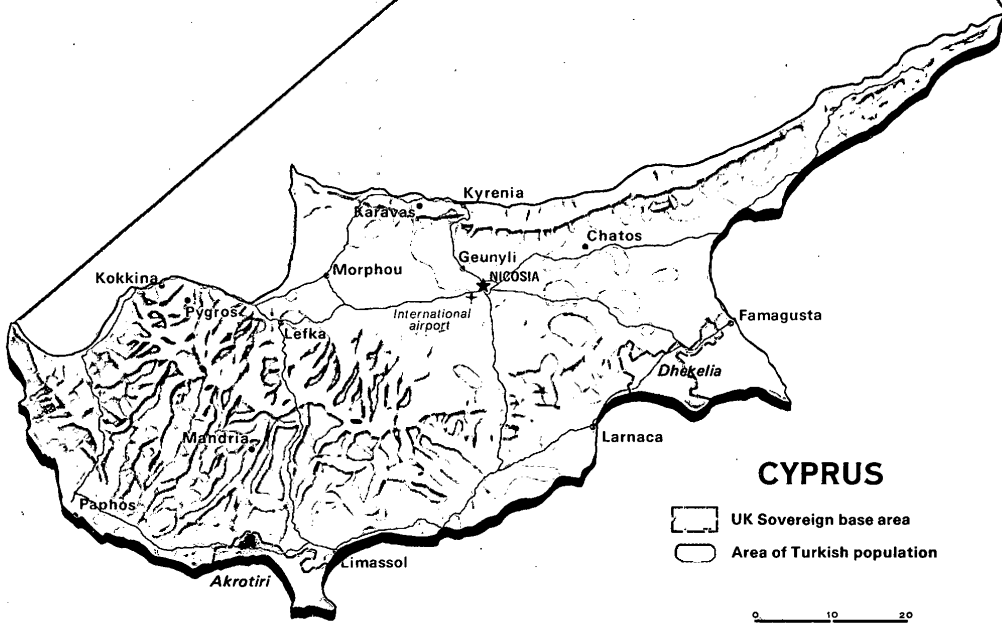 Kyrenia
Karavas
Chatos
Geunyli
Morphou
NICOSIA
Kokkina
Pygros
International
airport
Famagusta
Lefka
Dhekelia
Mandria
Larnaca
CYPRUS
Paphos
UK Sovereign base area
Area of Turkish population
Limassol
Akrotiri
0 10 20